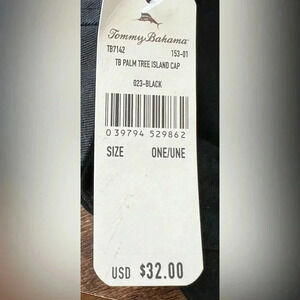 Tommy Bahama
TB7142 153-01
TB PALM TREE ISLAND CAP
023-BLACK
0 39794 529862
SIZE ONE/UNE
USD $32.00